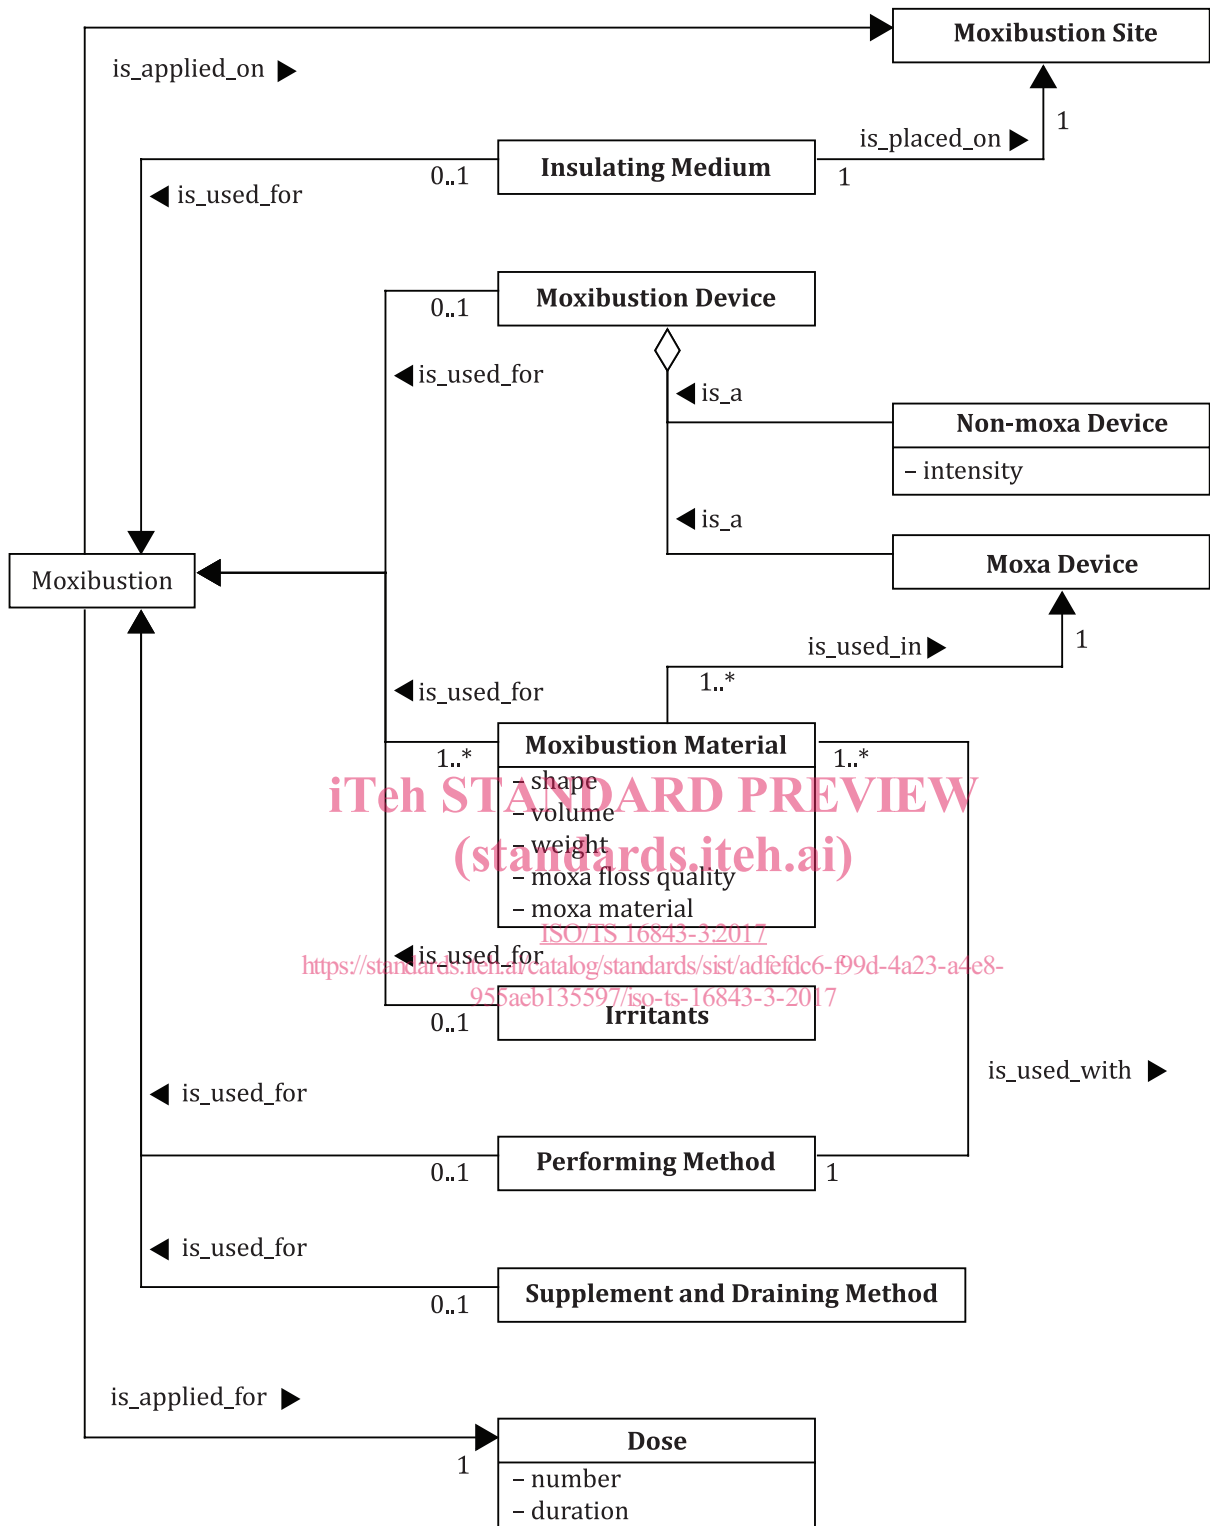 Moxibustion Site
is_applied_on
1
is_placed_on
Insulating Medium
0..1
1
is_used_for
Moxibustion Device
0..1
is_used_for
is_a
Non-moxa Device
– intensity
is_a
Moxa Device
Moxibustion
1
is_used_in
1..*
is_used_for
Moxibustion Material
1..*
1..*
– shape
iTeh STANDARD PREVIEW
– volume
– weight
(standards.iteh.ai)
– moxa floss quality
– moxa material
ISO/TS 16843-3:2017
is_used_for
https://standards.iteh.ai/catalog/standards/sist/adfefdc6-f99d-4a23-a4e8-
955aeb135597/iso-ts-16843-3-2017
Irritants
0..1
is_used_with
is_used_for
Performing Method
0..1
1
is_used_for
Supplement and Draining Method
0..1
is_applied_for
Dose
1
– number
– duration